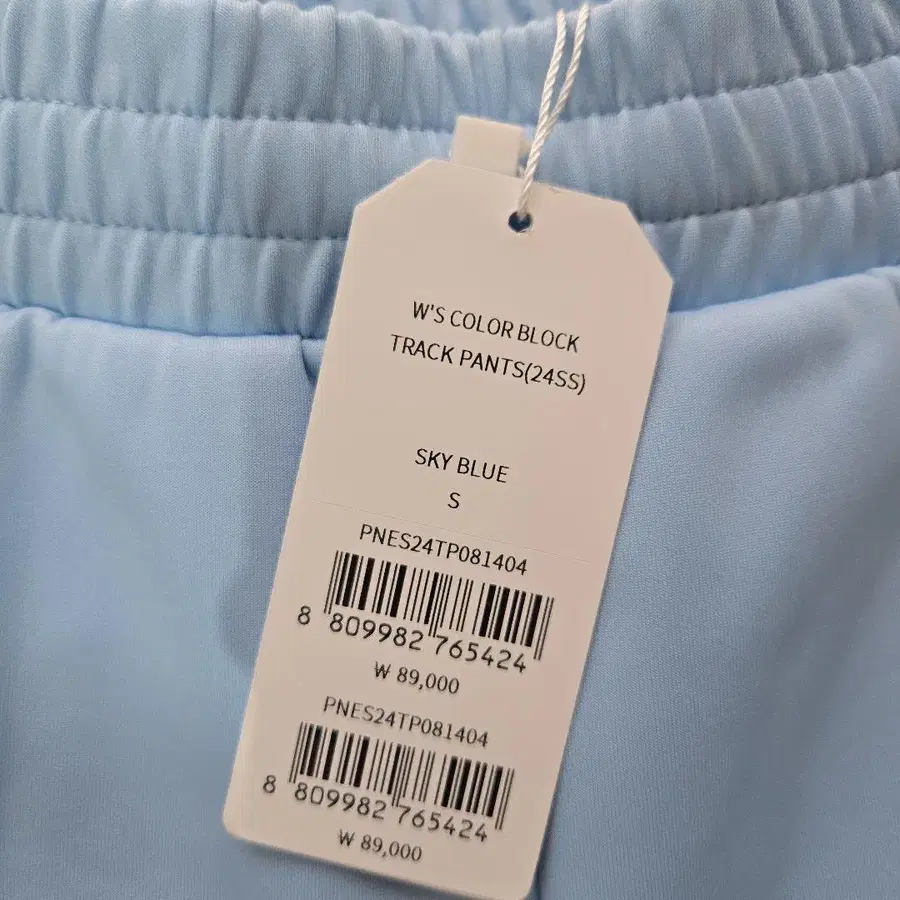 W'S COLOR BLOCK
TRACK PANTS(24SS)
SKY BLUE
S
PNES24TP081404
8 809982 765424
₩ 89,000
PNES24TP081404
8 809982 765424
₩ 89,000